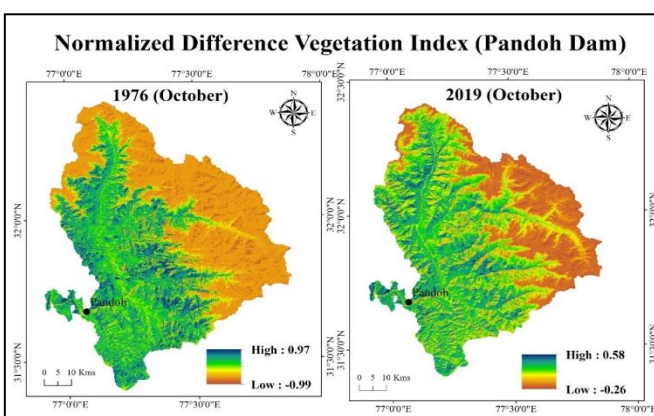 Normalized Difference Vegetation Index (Pandoh Dam)
77°0'0"E 77°30'0"E 78°0'0"E
1976 (October)
N
W E
S
32°0'0"N
31°30'0"N
Pandoh
0 5 10 Kms
High : 0.97
Low : -0.99
77°0'0"E 77°30'0"E
77°0'0"E 77°30'0"E 78°0'0"E
2019 (October)
N
W E
S
32°30'0"N
32°0'0"N
31°30'0"N
Pandoh
0 5 10 Kms
High : 0.58
Low : -0.26
77°0'0"E 77°30'0"E 78°0'0"E